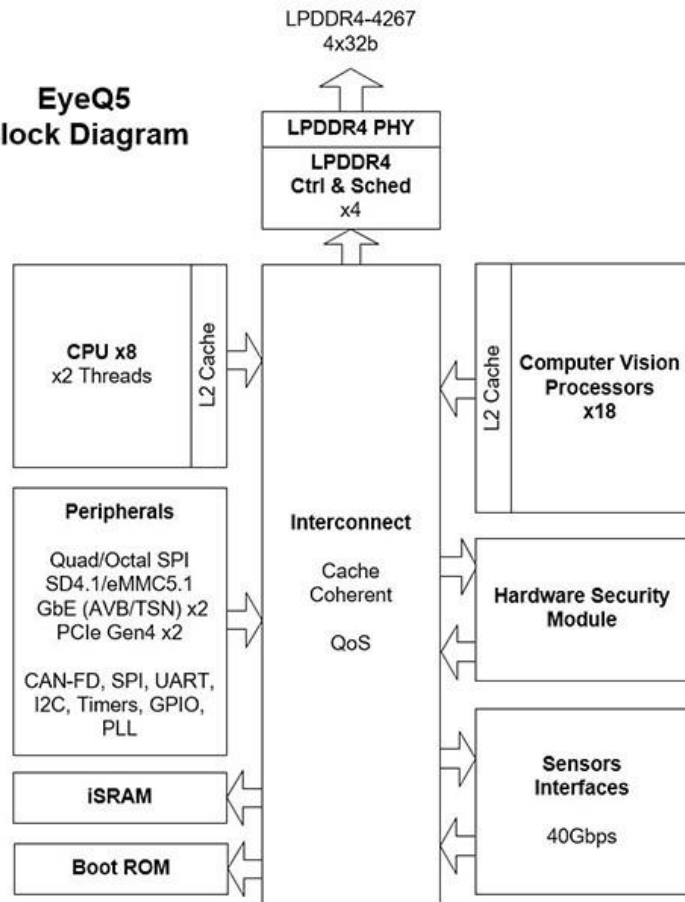 LPDDR4-4267
4x32b
EyeQ5
lock Diagram
LPDDR4 PHY
LPDDR4
Ctrl & Sched
x4
CPU x8
x2 Threads
L2 Cache
L2 Cache
Computer Vision
Processors
x18
Peripherals
Quad/Octal SPI
SD4.1/eMMC5.1
GbE (AVB/TSN) x2
PCIe Gen4 x2
CAN-FD, SPI, UART,
I2C, Timers, GPIO,
PLL
Interconnect
Cache
Coherent
QoS
Hardware Security
Module
Sensors
Interfaces
40Gbps
iSRAM
Boot ROM